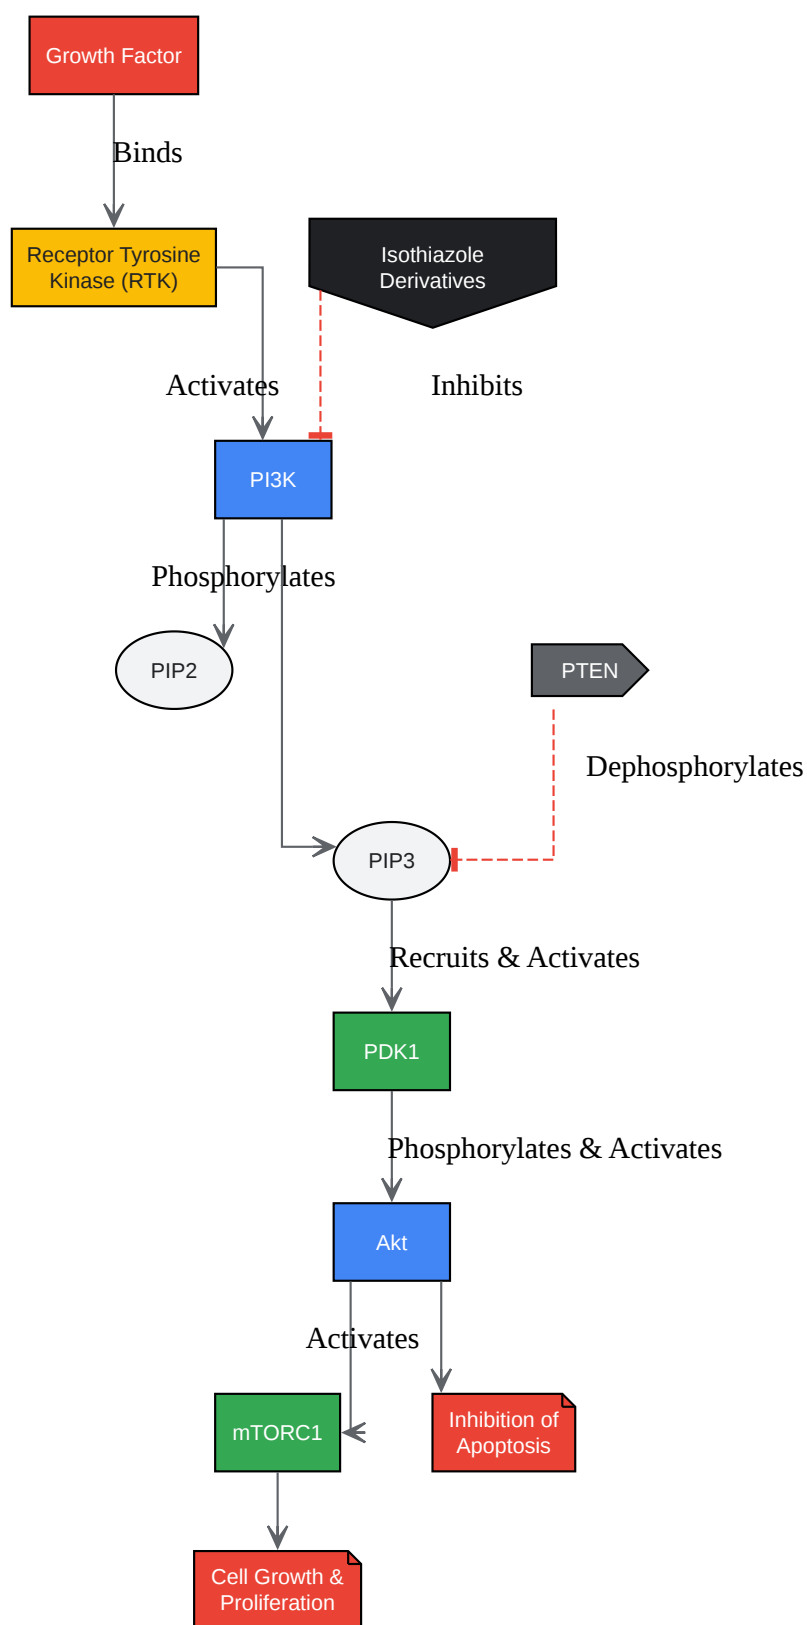 Growth Factor
Binds
Receptor Tyrosine
Kinase (RTK)
Isothiazole
Derivatives
Activates
Inhibits
PI3K
Phosphorylates
PIP2
PTEN
Dephosphorylates
PIP3
Recruits & Activates
PDK1
Phosphorylates & Activates
Akt
Activates
mTORC1
Inhibition of
Apoptosis
Cell Growth &
Proliferation